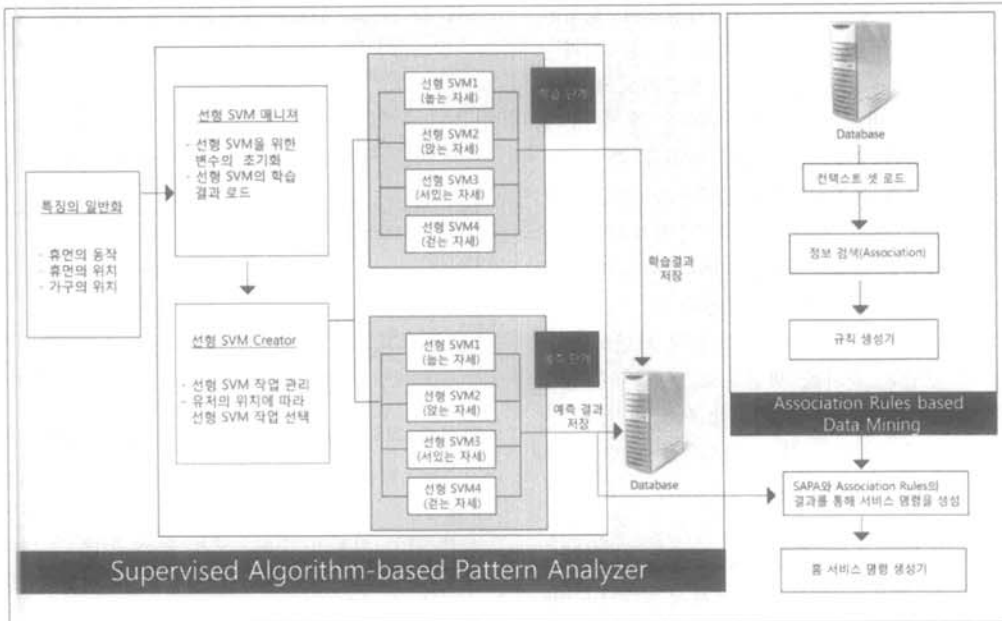 특징의 일반화
- 휴먼의 동작
- 휴먼의 위치
- 가구의 위치
선형 SVM 매니져
- 선형 SVM을 위한
변수의 초기화
- 선형 SVM의 학습
결과 로드
선형 SVM Creator
- 선형 SVM 작업 관리
- 유저의 위치에 따라
선형 SVM 작업 선택
선형 SVM1
(눕는 자세)
선형 SVM2
(앉는 자세)
선형 SVM3
(서있는 자세)
선형 SVM4
(걷는 자세)
학습 단계
선형 SVM1
(눕는 자세)
선형 SVM2
(앉는 자세)
선형 SVM3
(서있는 자세)
선형 SVM4
(걷는 자세)
예측 단계
학습결과
저장
예측 결과
저장
Database
Supervised Algorithm-based Pattern Analyzer
Database
컨텍스트 셋 로드
정보 검색(Association)
규칙 생성기
Association Rules based
Data Mining
SAPA와 Association Rules의
결과를 통해 서비스 명령을 생성
홈 서비스 명령 생성기